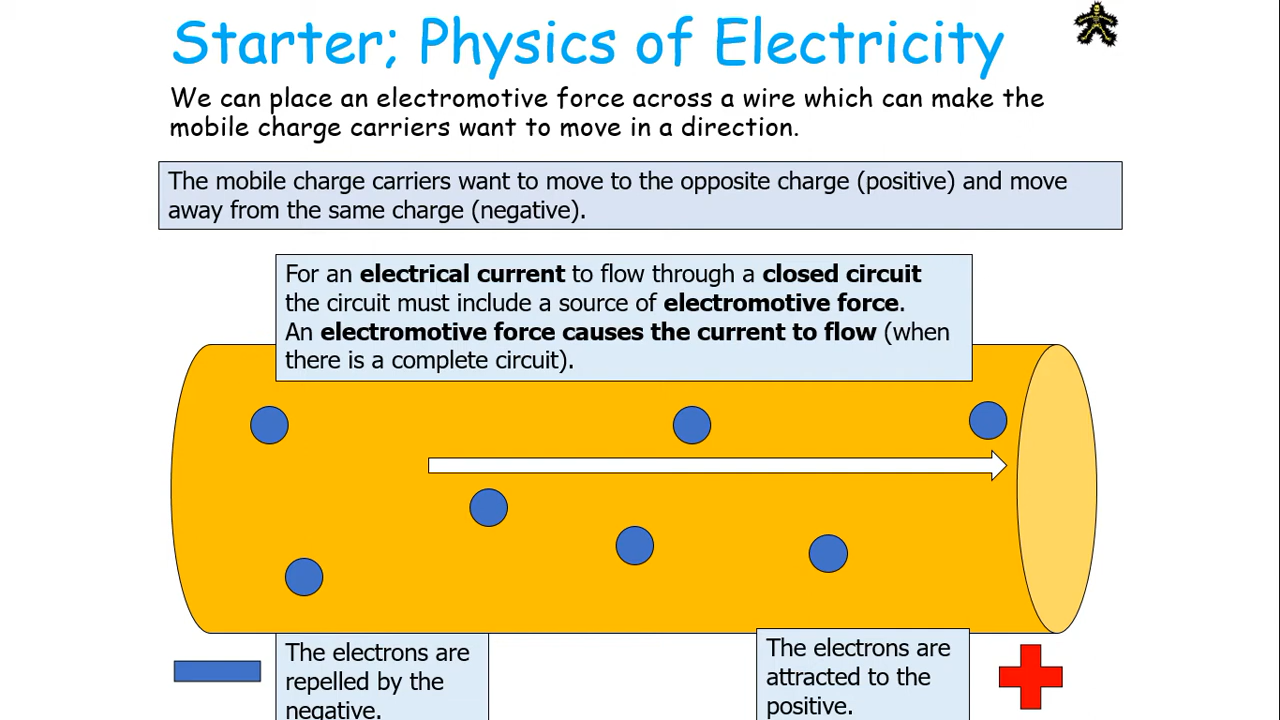 Starter; Physics of Electricity
We can place an electromotive force across a wire which can make the
mobile charge carriers want to move in a direction.
The mobile charge carriers want to move to the opposite charge (positive) and move
away from the same charge (negative).
For an electrical current to flow through a closed circuit
the circuit must include a source of electromotive force.
An electromotive force causes the current to flow (when
there is a complete circuit).
The electrons are
repelled by the
negative.
The electrons are
attracted to the
positive.